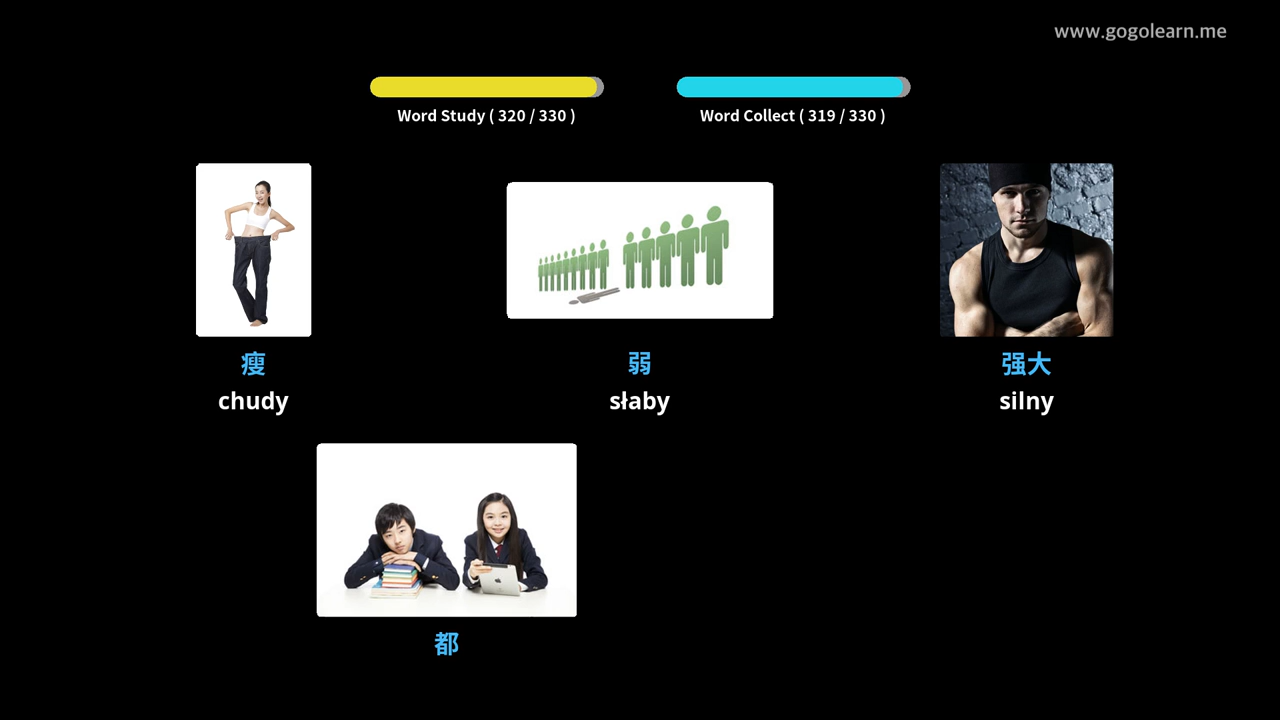 www.gogolearn.me
Word Study ( 320 / 330 )
Word Collect ( 319 / 330 )
瘦
弱
强大
chudy
słaby
silny
都